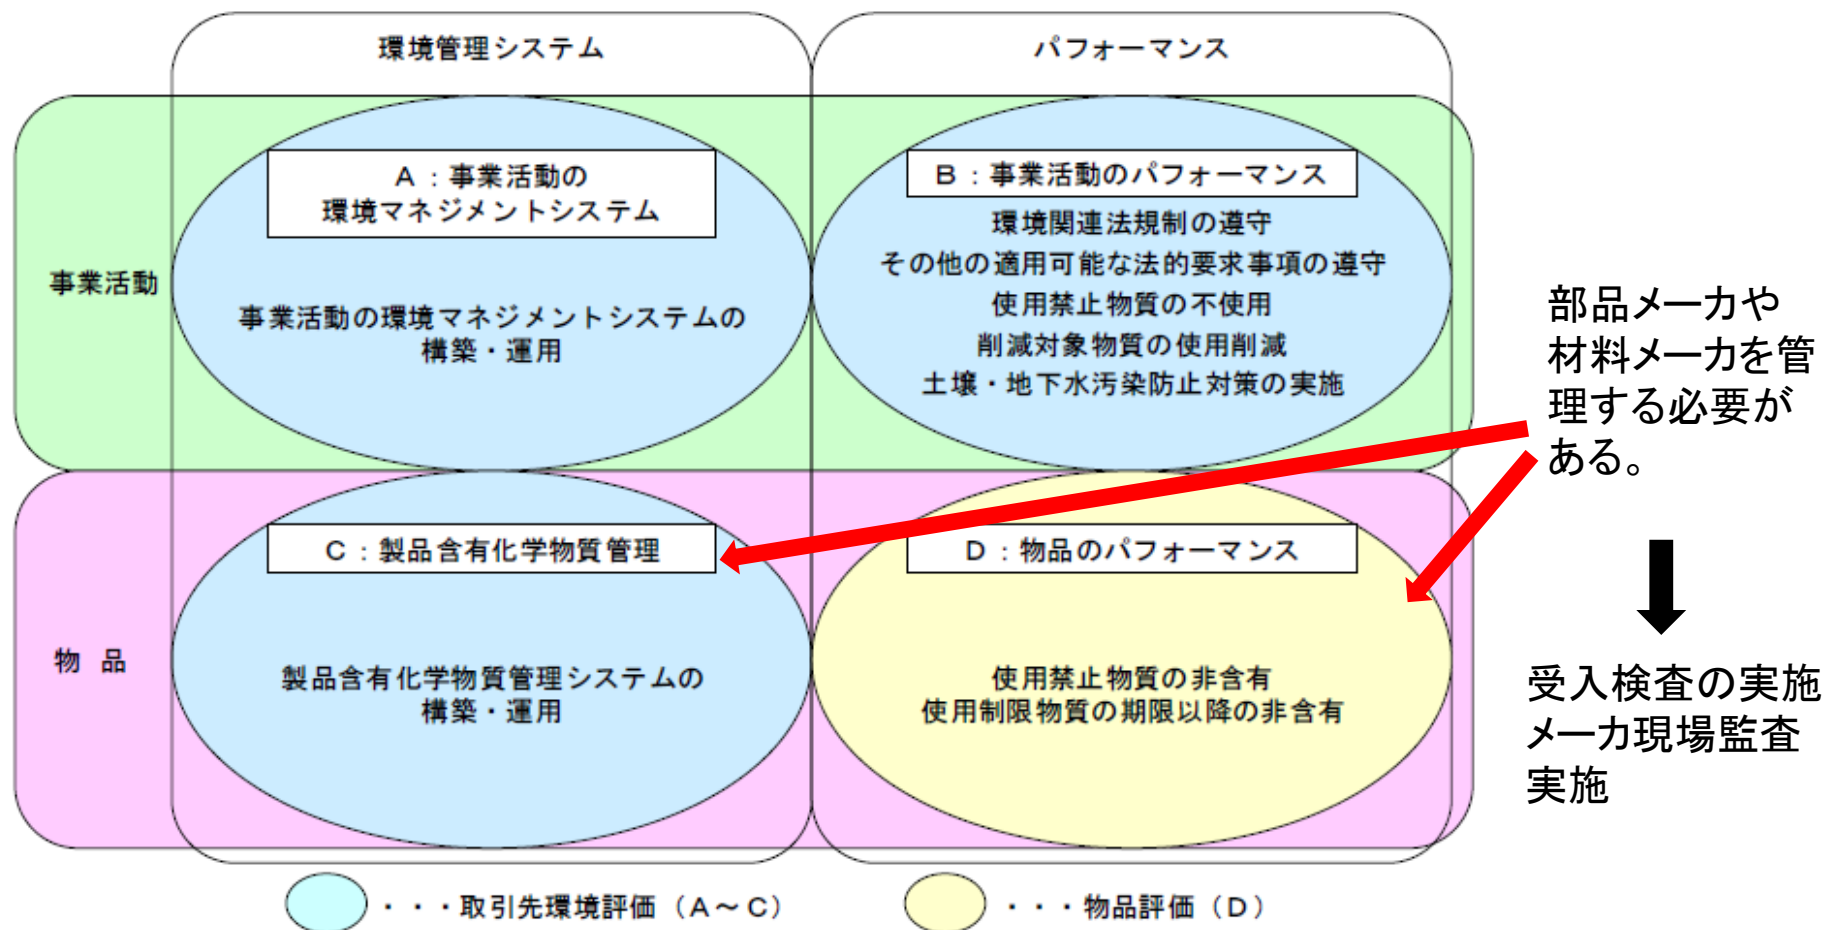 環境管理システム
パフォーマンス
事業活動
A：事業活動の
環境マネジメントシステム
事業活動の環境マネジメントシステムの
構築・運用
B：事業活動のパフォーマンス
環境関連法規制の遵守
その他の適用可能な法的要求事項の遵守
使用禁止物質の不使用
削減対象物質の使用削減
土壌・地下水汚染防止対策の実施
物 品
C：製品含有化学物質管理
製品含有化学物質管理システムの
構築・運用
D：物品のパフォーマンス
使用禁止物質の非含有
使用制限物質の期限以降の非含有
部品メーカや
材料メーカを管
理する必要が
ある。
受入検査の実施
メーカ現場監査
実施
・・・取引先環境評価（A～C）
・・・物品評価（D）